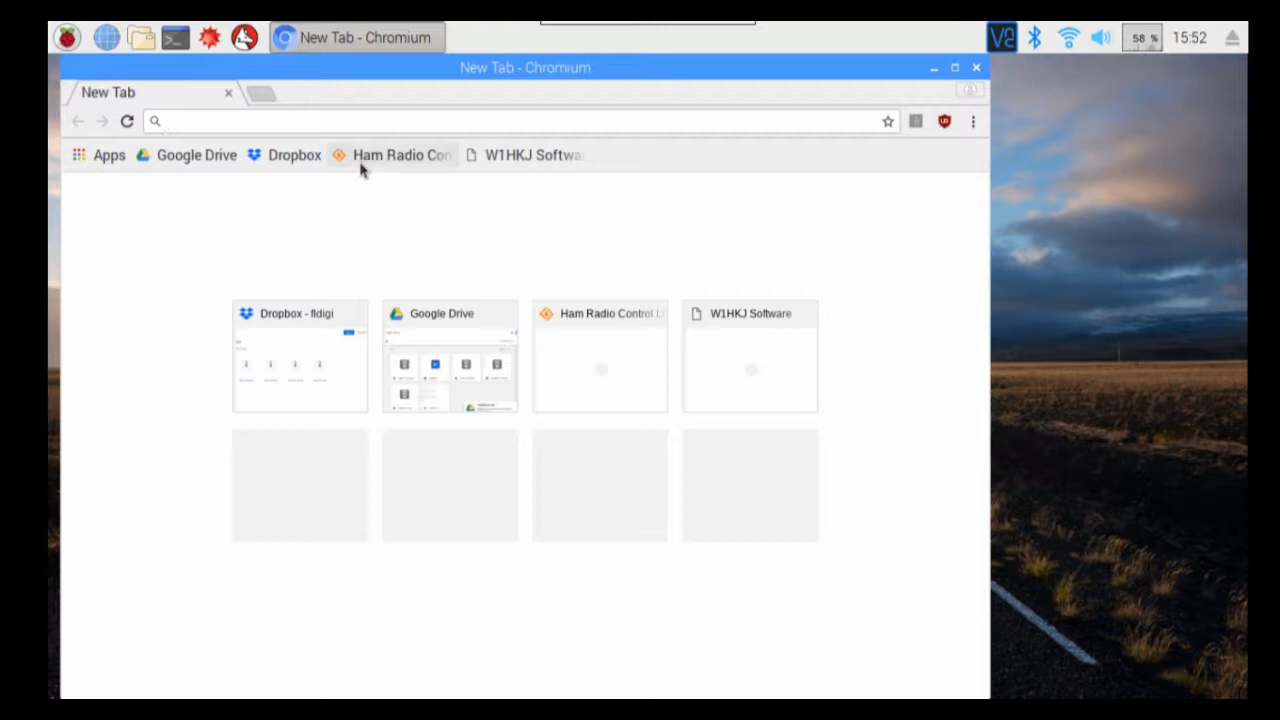 New Tab - Chromium
58 %
15:52
New Tab - Chromium
New Tab
Apps Google Drive Dropbox Ham Radio Con W1HKJ Softwa
Dropbox - fldigi
Google Drive
Ham Radio Control L
W1HKJ Software